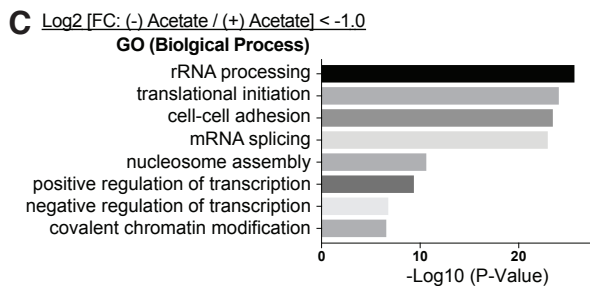 C Log2 [FC: (-) Acetate / (+) Acetate] < -1.0
GO (Biolgical Process)
rRNA processing
translational initiation
cell-cell adhesion
mRNA splicing
nucleosome assembly
positive regulation of transcription
negative regulation of transcription
covalent chromatin modification
0 10 20
-Log10 (P-Value)